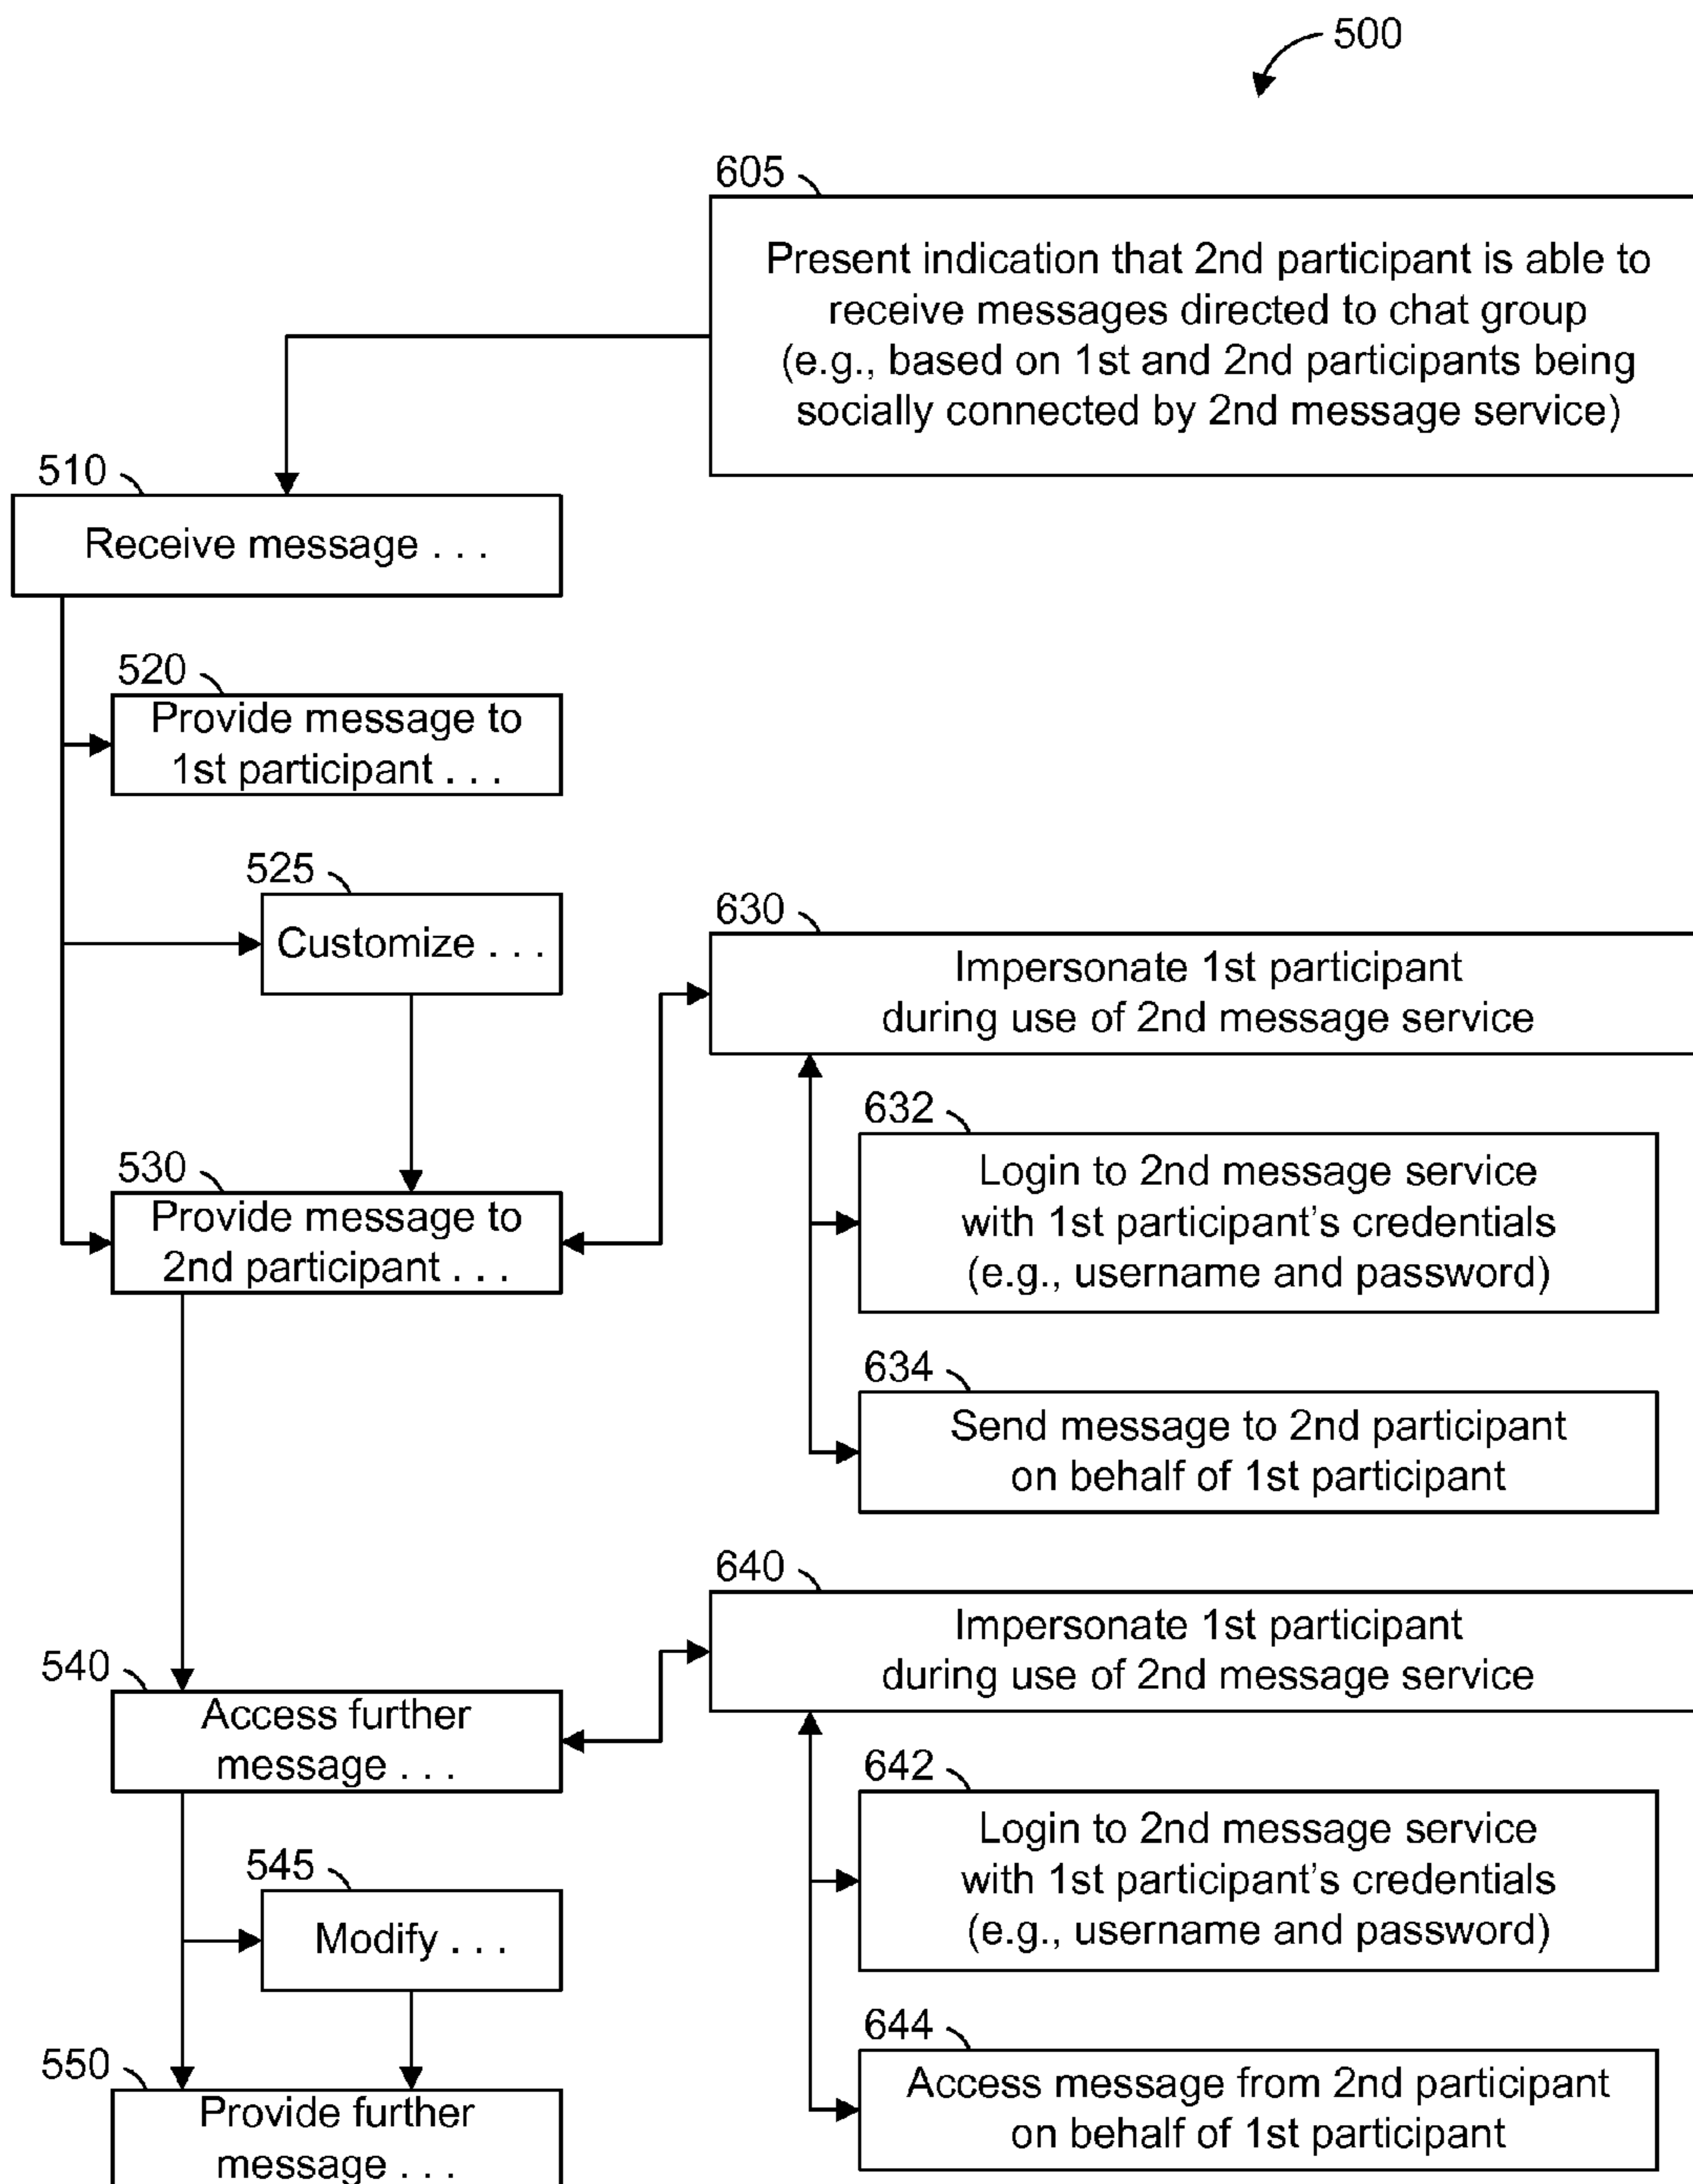 500
605
Present indication that 2nd participant is able to
receive messages directed to chat group
(e.g., based on 1st and 2nd participants being
socially connected by 2nd message service)
510
Receive message . . .
520
Provide message to
1st participant . . .
525
Customize . . .
530
Provide message to
2nd participant . . .
630
Impersonate 1st participant
during use of 2nd message service
632
Login to 2nd message service
with 1st participant's credentials
(e.g., username and password)
634
Send message to 2nd participant
on behalf of 1st participant
540
Access further
message . . .
640
Impersonate 1st participant
during use of 2nd message service
642
Login to 2nd message service
with 1st participant's credentials
(e.g., username and password)
545
Modify . . .
644
Access message from 2nd participant
on behalf of 1st participant
550
Provide further
message . . .